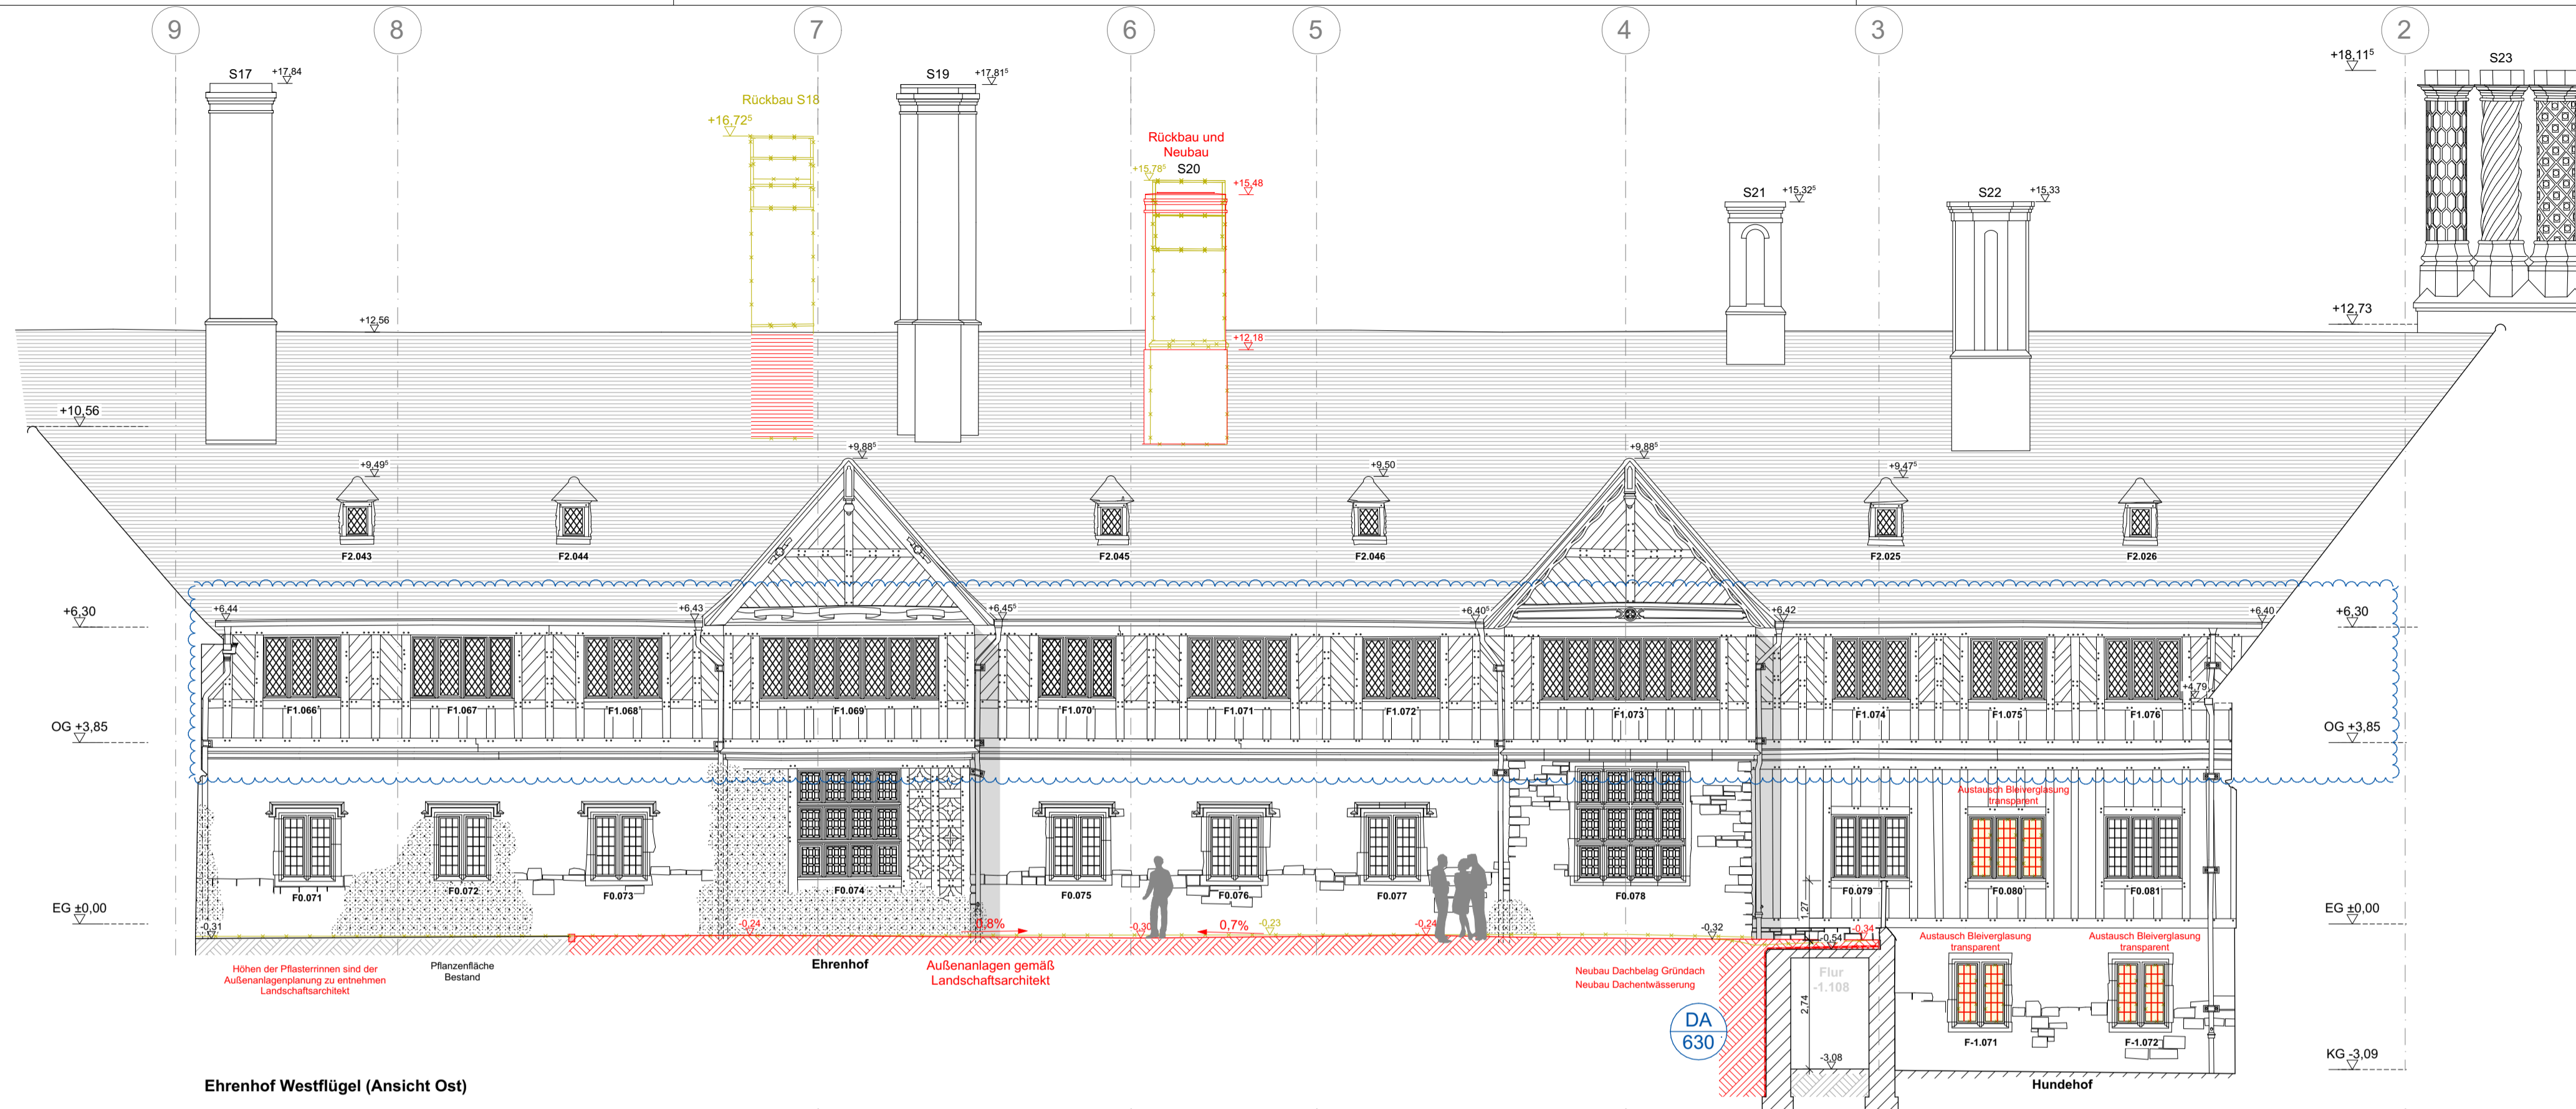 9
8
7
6
5
4
3
2
S17
+17,84
Rückbau S18
+16,72⁵
S19
+17,81⁵
Rückbau und
Neubau
+15,78⁵
S20
+15,48
S21
+15,32⁵
S22
+15,33
+18,11⁵
S23
+12,56
+12,18
+12,73
+10,56
+9,49⁵
+9,88⁵
+9,50
+9,88⁵
+9,47⁵
F2.043
F2.044
F2.045
F2.046
F2.025
F2.026
+6,30
+6,44
+6,43
+6,45⁵
+6,40⁵
+6,42
+6,40
+6,30
+4,79
F1.066
F1.067
F1.068
F1.069
F1.070
F1.071
F1.072
F1.073
F1.074
F1.075
F1.076
OG +3,85
OG +3,85
Austausch Bleiverglasung
transparent
F0.071
F0.072
F0.073
F0.074
F0.075
F0.076
F0.077
F0.078
F0.079
F0.080
F0.081
1,27
EG ±0,00
EG ±0,00
-0,31
-0,24
0,8%
-0,30
0,7%
-0,23
-0,24
-0,32
-0,54
-0,34
Höhen der Pflasterrinnen sind der
Außenanlagenplanung zu entnehmen
Landschaftsarchitekt
Pflanzenfläche
Bestand
Ehrenhof
Außenanlagen gemäß
Landschaftsarchitekt
Neubau Dachbelag Gründach
Neubau Dachentwässerung
Flur
-1.108
Austausch Bleiverglasung
transparent
Austausch Bleiverglasung
transparent
2,74
DA
630
-3,08
F-1.071
F-1.072
KG -3,09
Ehrenhof Westflügel (Ansicht Ost)
Hundehof